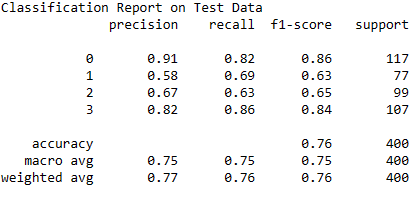 Classification Report on Test Data
precision recall f1-score support
0 0.91 0.82 0.86 117
1 0.58 0.69 0.63 77
2 0.67 0.63 0.65 99
3 0.82 0.86 0.84 107
accuracy 0.76 400
macro avg 0.75 0.75 0.75 400
weighted avg 0.77 0.76 0.76 400